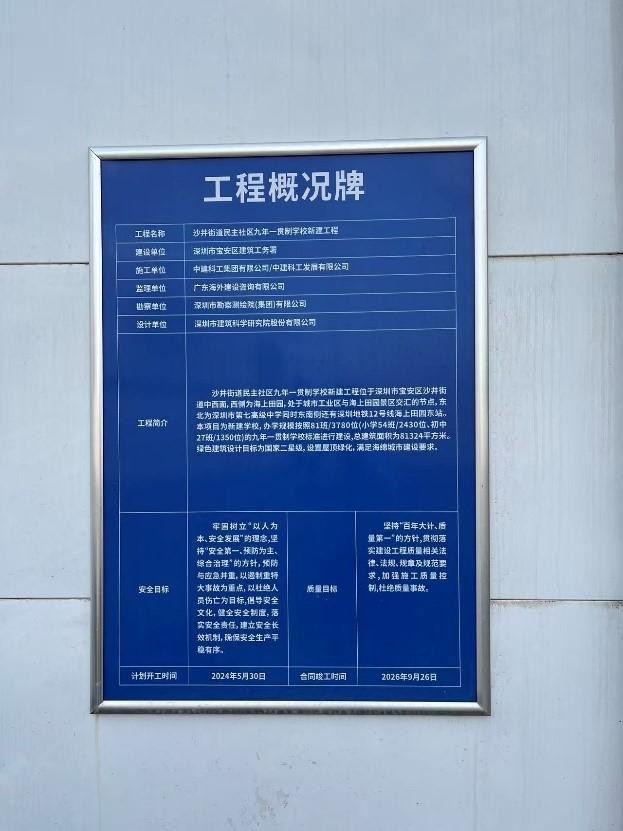 工程概况牌
工程名称 沙井街道民主社区九年一贯制学校新建工程
建设单位 深圳市宝安区建筑工务署
施工单位 中建科工集团有限公司/中建科工发展有限公司
监理单位 广东海外建设咨询有限公司
勘察单位 深圳市勘察测绘院(集团)有限公司
设计单位 深圳市建筑科学研究院股份有限公司
工程简介
沙井街道民主社区九年一贯制学校新建工程位于深圳市宝安区沙井街
道中西面,西侧为海上田园,处于城市工业区与海上田园景区交汇的节点,东
北为深圳市第七高级中学同时东南侧还有深圳地铁12号线海上田园东站。
本项目为新建学校,办学规模按照81班/3780位(小学54班/2430位、初中
27班/1350位)的九年一贯制学校标准进行建设,总建筑面积为81324平方米。
绿色建筑设计目标为国家二星级,设置屋顶绿化,满足海绵城市建设要求。
安全目标
牢固树立“以人为
本、安全发展”的理念,坚
持“安全第一、预防为主、
综合治理”的方针,预防
与应急并重,以遏制重特
大事故为重点,以杜绝人
员伤亡为目标,倡导安全
文化,健全安全制度,落
实安全责任,建立安全长
效机制,确保安全生产平
稳有序。
质量目标
坚持“百年大计、质
量第一”的方针,贯彻落
实建设工程质量相关法
律、法规、规章及规范要
求,加强施工质量控
制,杜绝质量事故。
计划开工时间 2024年5月30日 合同竣工时间 2026年9月26日